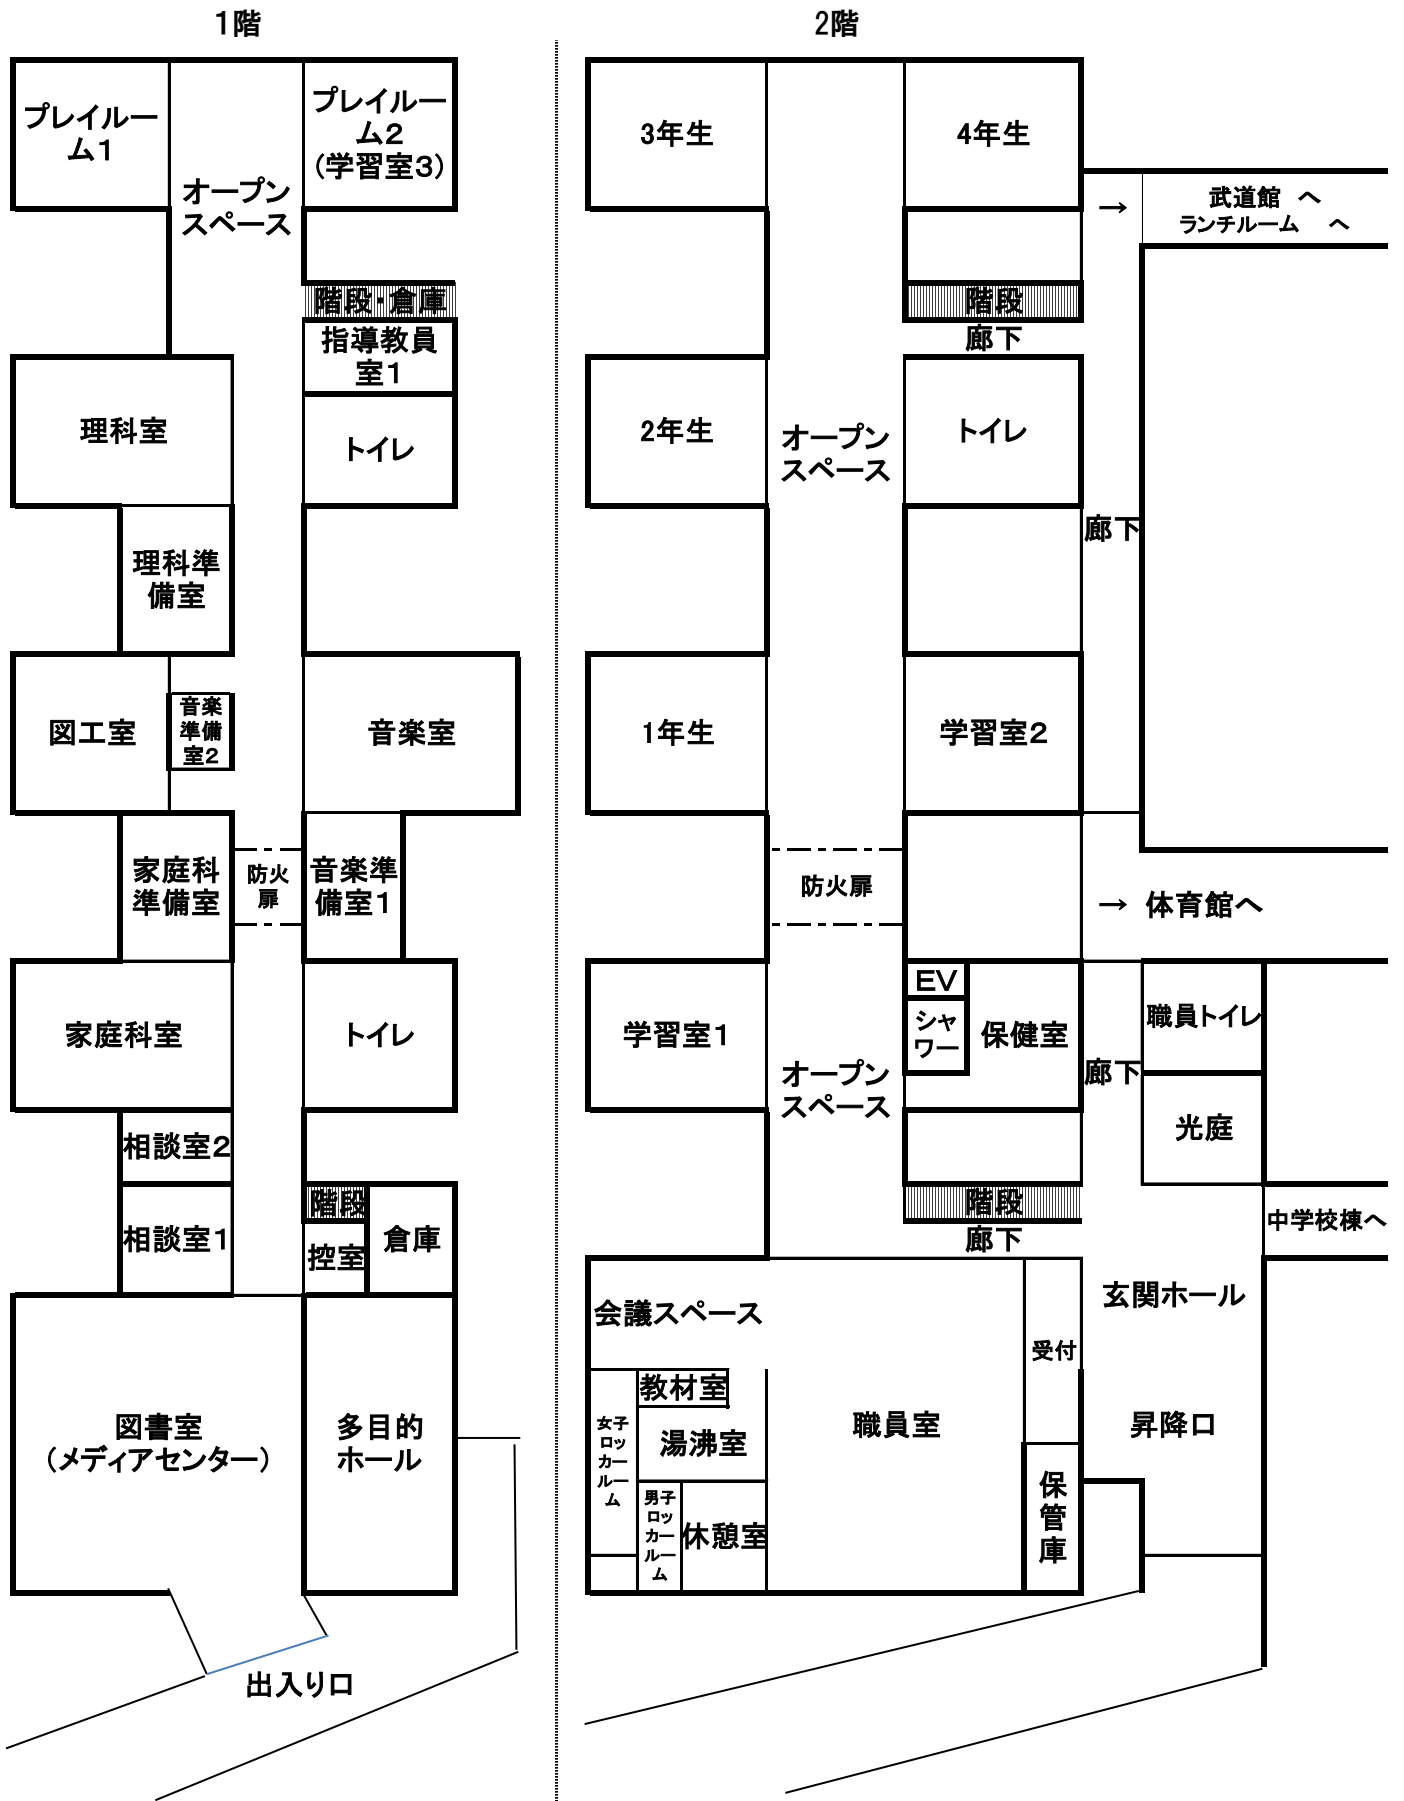 1階
プレイルー
ム1
プレイルー
ム2
（学習室3）
オープン
スペース
階段・倉庫
指導教員
室1
理科室
トイレ
理科準
備室
図工室
音楽
準備
室2
音楽室
家庭科
準備室
防火
扉
音楽準
備室1
家庭科室
トイレ
相談室2
相談室1
階段
控室
倉庫
図書室
（メディアセンター）
多目的
ホール
出入り口
2階
3年生
4年生
→
武道館　へ
ランチルーム　へ
階段
廊下
2年生
オープン
スペース
トイレ
廊下
1年生
学習室2
防火扉
→ 体育館へ
学習室1
オープン
スペース
EV
シャ
ワー
保健室
廊下
職員トイレ
光庭
階段
廊下
中学校棟へ
会議スペース
受付
玄関ホール
教材室
女子
ロッ
カー
ルー
ム
湯沸室
職員室
昇降口
男子
ロッ
カー
ルー
ム
休憩室
保
管
庫